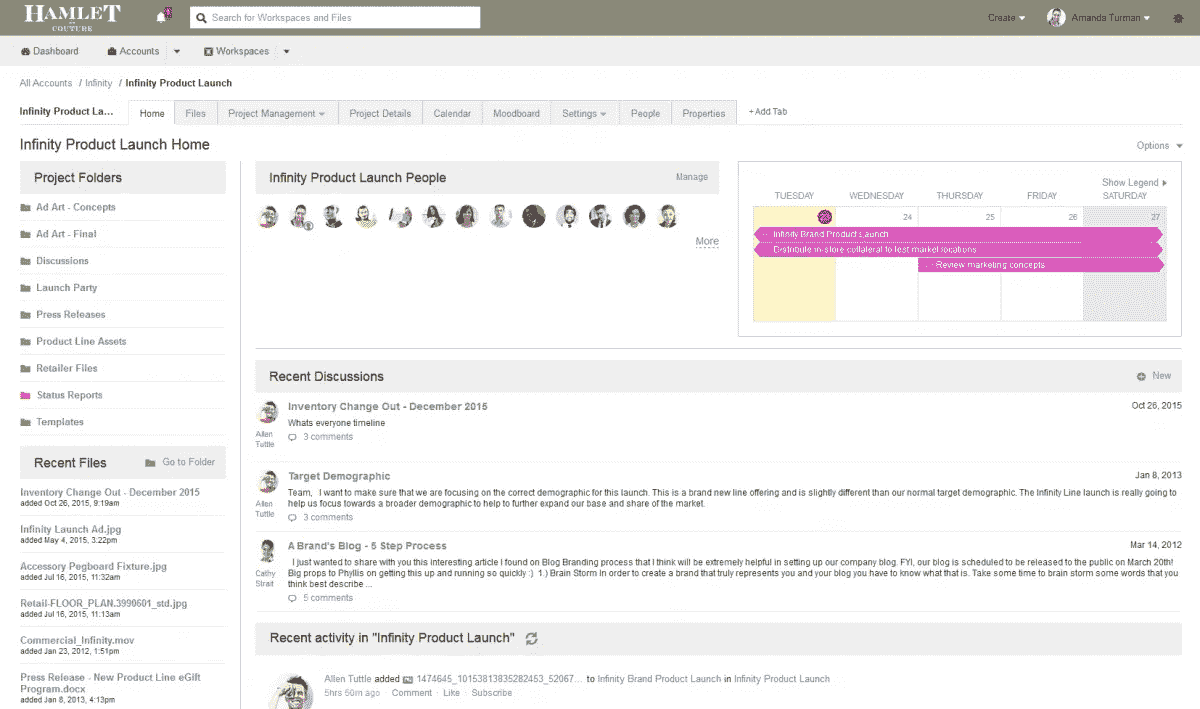 HAMLET
COUTURE
Search for Workspaces and Files
Create
Amanda Turman
Dashboard
Accounts
Workspaces
All Accounts / Infinity / Infinity Product Launch
Infinity Product La...
Home
Files
Project Management
Project Details
Calendar
Moodboard
Settings
People
Properties
+Add Tab
Infinity Product Launch Home
Options
Project Folders
Ad Art - Concepts
Ad Art - Final
Discussions
Launch Party
Press Releases
Product Line Assets
Retailer Files
Status Reports
Templates
Recent Files
Go to Folder
Inventory Change Out - December 2015
added Oct 26, 2015, 9:19am
Infinity Launch Ad.jpg
added May 4, 2015, 3:22pm
Accessory Pegboard Fixture.jpg
added Jul 16, 2015, 11:32am
Retail-FLOOR_PLAN.3990601_std.jpg
added Jul 16, 2015, 11:13am
Commercial_Infinity.mov
added Jan 23, 2012, 1:51pm
Press Release - New Product Line eGift
Program.docx
added Jan 8, 2013, 4:13pm
Infinity Product Launch People
Manage
More
Show Legend
TUESDAY
WEDNESDAY
THURSDAY
FRIDAY
SATURDAY
24
25
26
27
Infinity Brand Product Launch
Distribute in-store collateral to test market locations
Review marketing concepts
Recent Discussions
New
Inventory Change Out - December 2015
Oct 26, 2015
Whats everyone timeline
Allen
Tuttle
3 comments
Target Demographic
Jan 8, 2013
Team, I want to make sure that we are focusing on the correct demographic for this launch. This is a brand new line offering and is slightly different than our normal target demographic. The Infinity Line launch is really going to
help us focus towards a broader demographic to help to further expand our base and share of the market.
Allen
Tuttle
3 comments
A Brand's Blog - 5 Step Process
Mar 14, 2012
I just wanted to share with you this interesting article I found on Blog Branding process that I think will be extremely helpful in setting up our company blog. FYI, our blog is scheduled to be released to the public on March 20th!
Big props to Phyllis on getting this up and running so quickly :) 1.) Brain Storm In order to create a brand that truly represents you and your blog you have to know what that is. Take some time to brain storm some words that you
think best describe ...
Cathy
Strait
5 comments
Recent activity in "Infinity Product Launch"
Allen Tuttle added 1474645_10153813835282453_52067... to Infinity Brand Product Launch in Infinity Product Launch
5hrs 50m ago · Comment · Like · Subscribe